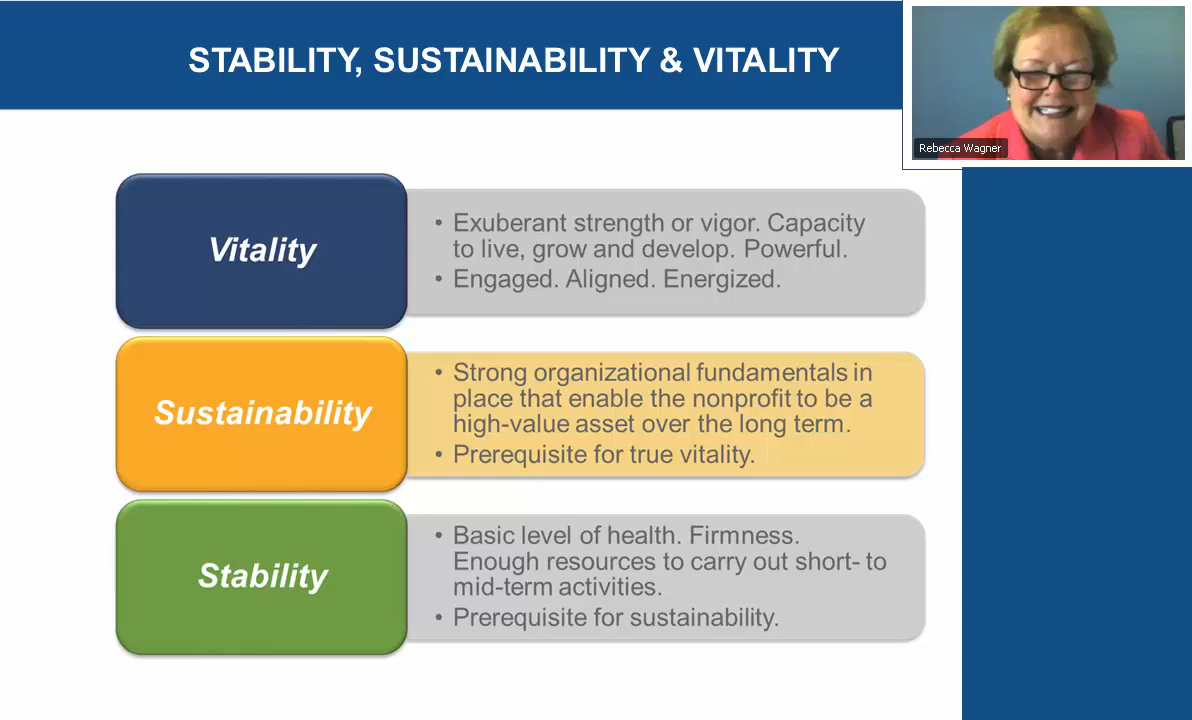 STABILITY, SUSTAINABILITY & VITALITY
Rebecca Wagner
Vitality
• Exuberant strength or vigor. Capacity
to live, grow and develop. Powerful.
• Engaged. Aligned. Energized.
Sustainability
• Strong organizational fundamentals in
place that enable the nonprofit to be a
high-value asset over the long term.
• Prerequisite for true vitality.
Stability
• Basic level of health. Firmness.
Enough resources to carry out short- to
mid-term activities.
• Prerequisite for sustainability.